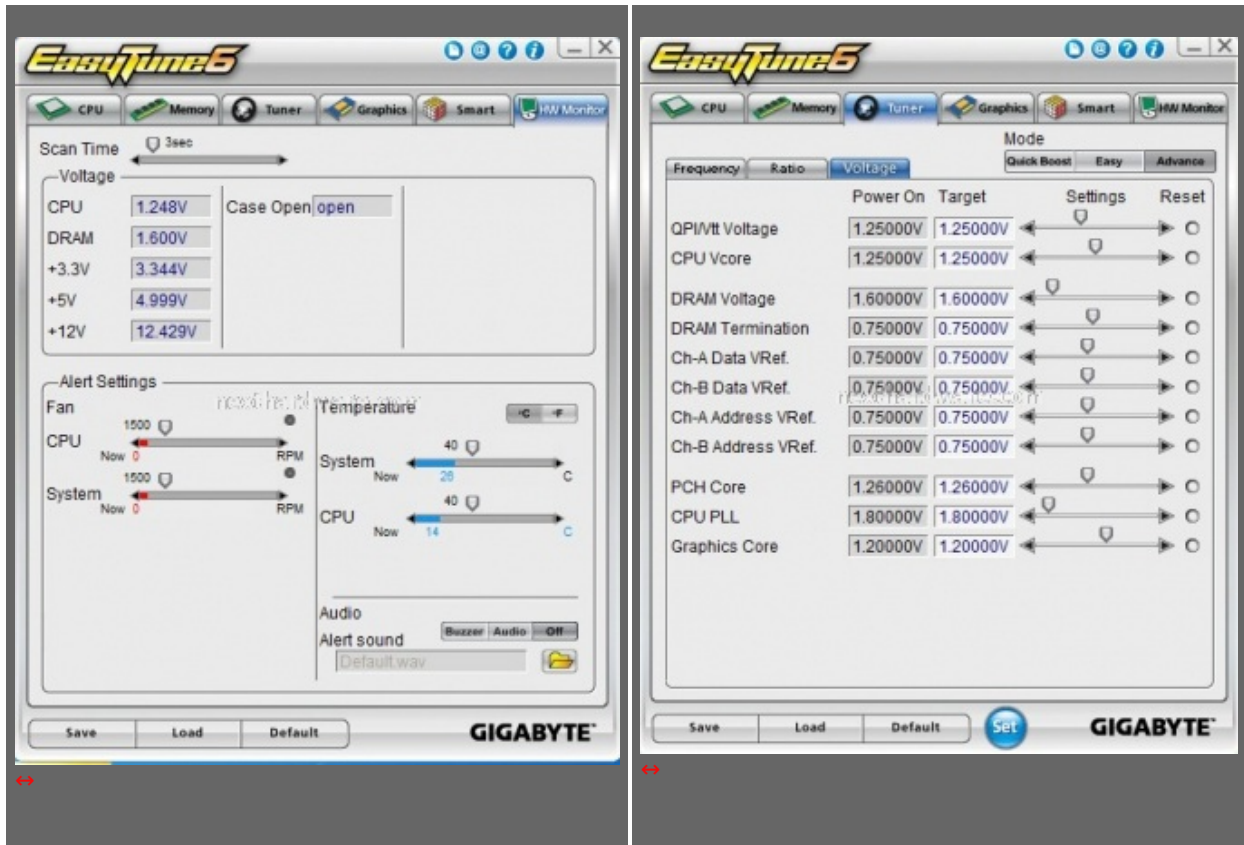 EasyTune6
CPU Memory Tuner Graphics Smart HW Monitor
Scan Time 3sec
Voltage
CPU 1.248V Case Open open
DRAM 1.600V
+3.3V 3.344V
+5V 4.999V
+12V 12.429V
Alert Settings
Fan
1500
CPU
Now 0 RPM
1500
System
Now 0 RPM
Temperature °C °F
40
System
Now 26 C
40
CPU
Now 14 C
Audio
Alert sound Buzzer Audio Off
Default.wav
Save Load Default GIGABYTE™
EasyTune6
CPU Memory Tuner Graphics Smart HW Monitor
Mode
Frequency Ratio Voltage Quick Boost Easy Advance
Power On Target Settings Reset
QPI/Vtt Voltage 1.25000V 1.25000V
CPU Vcore 1.25000V 1.25000V
DRAM Voltage 1.60000V 1.60000V
DRAM Termination 0.75000V 0.75000V
Ch-A Data VRef. 0.75000V 0.75000V
Ch-B Data VRef. 0.75000V 0.75000V
Ch-A Address VRef. 0.75000V 0.75000V
Ch-B Address VRef. 0.75000V 0.75000V
PCH Core 1.26000V 1.26000V
CPU PLL 1.80000V 1.80000V
Graphics Core 1.20000V 1.20000V
Save Load Default Set GIGABYTE™